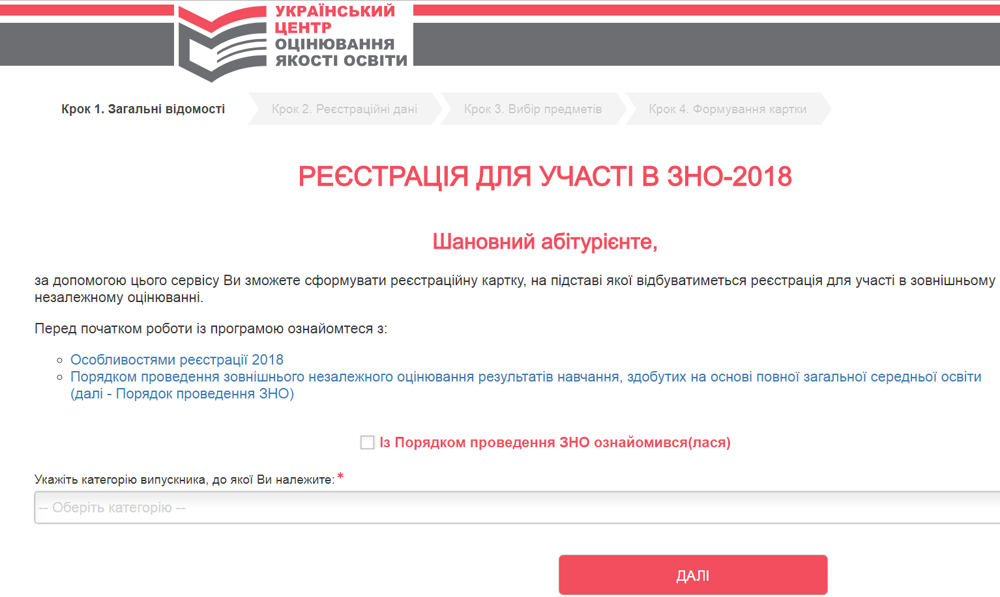 УКРАЇНСЬКИЙ
ЦЕНТР
ОЦІНЮВАННЯ
ЯКОСТІ ОСВІТИ
Крок 1. Загальні відомості
Крок 2. Реєстраційні дані
Крок 3. Вибір предметів
Крок 4. Формування картки
РЕЄСТРАЦІЯ ДЛЯ УЧАСТІ В ЗНО-2018
Шановний абітурієнте,
за допомогою цього сервісу Ви зможете сформувати реєстраційну картку, на підставі якої відбуватиметься реєстрація для участі в зовнішньому
незалежному оцінюванні.
Перед початком роботи із програмою ознайомтеся з:
Особливостями реєстрації 2018
Порядком проведення зовнішнього незалежного оцінювання результатів навчання, здобутих на основі повної загальної середньої освіти
(далі - Порядок проведення ЗНО)
Із Порядком проведення ЗНО ознайомився(лася)
Укажіть категорію випускника, до якої Ви належите:*
-- Оберіть категорію --
ДАЛІ